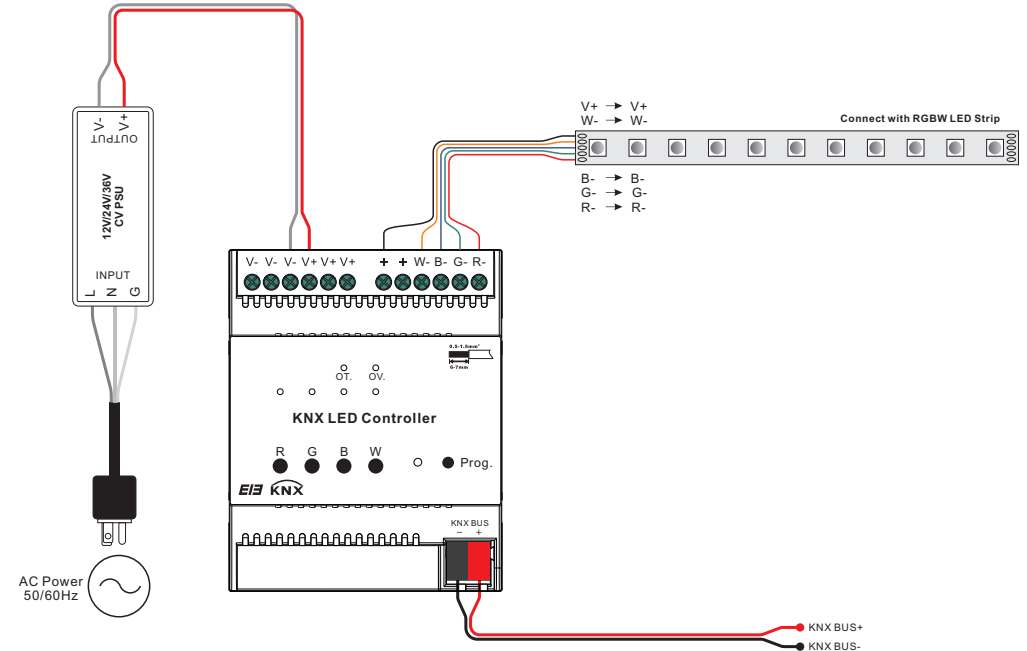 V+ → V+
W- → W-
Connect with RGBW LED Strip
B- → B-
G- → G-
R- → R-
V-
V+
OUTPUT
12V/24V/36V
CV PSU
INPUT
L N G
V- V- V- V+ V+ V+ + + W- B- G- R-
0.5-1.5mm²
6-7mm
OT. OV.
KNX LED Controller
R G B W
Prog.
EIB KNX
KNX BUS
− +
AC Power
50/60Hz
KNX BUS+
KNX BUS-